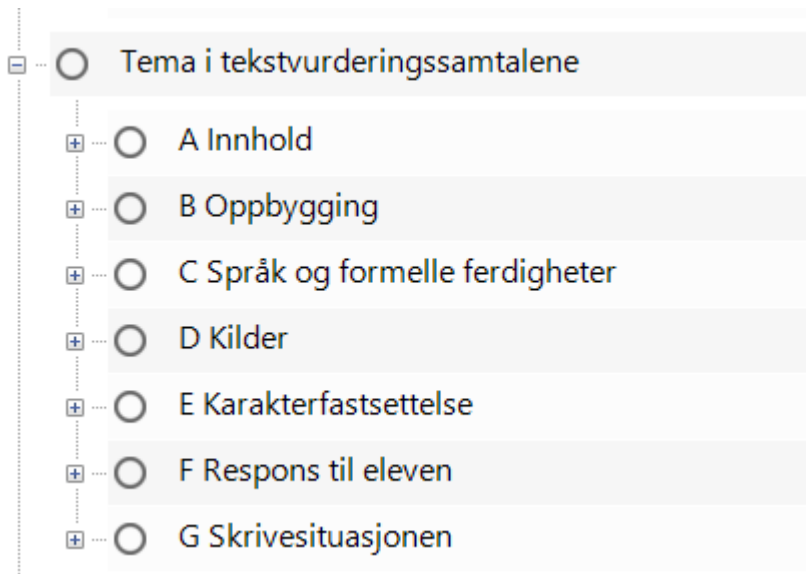 Tema i tekstvurderingssamtalene
A Innhold
B Oppbygging
C Språk og formelle ferdigheter
D Kilder
E Karakterfastsettelse
F Respons til eleven
G Skrivesituasjonen